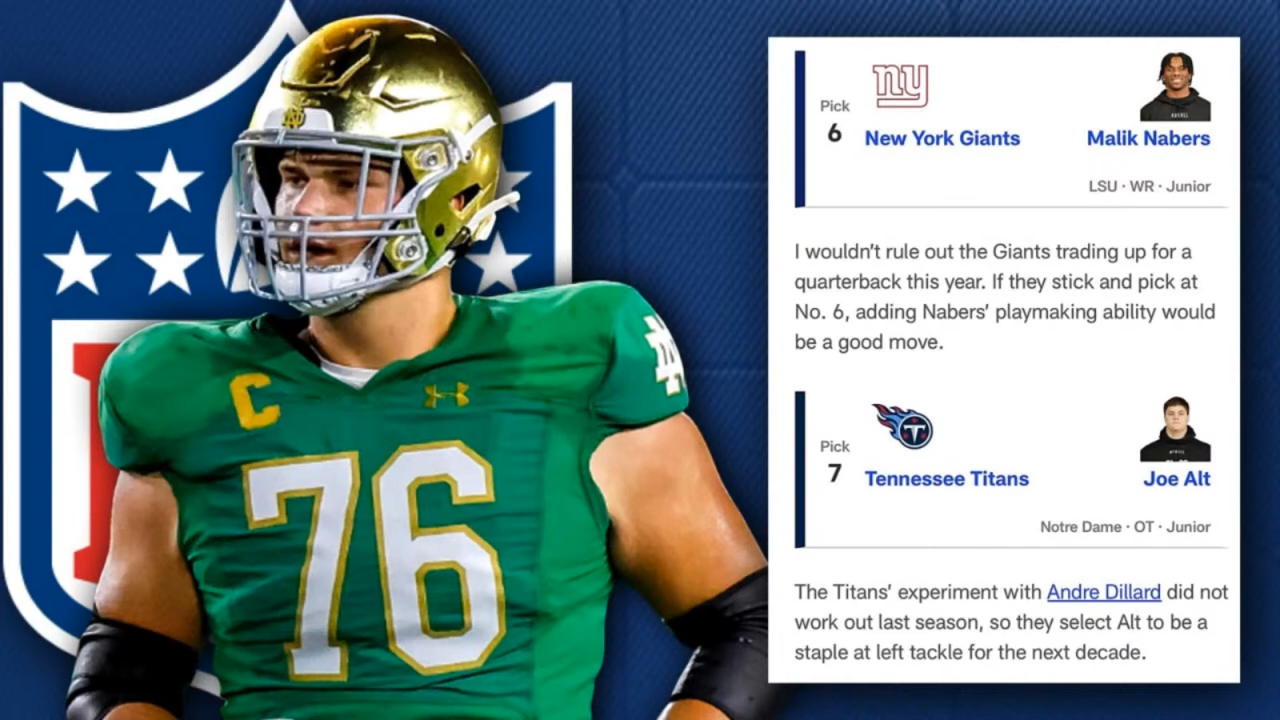 C
76
ny
Pick
6
New York Giants
Malik Nabers
LSU · WR · Junior
I wouldn’t rule out the Giants trading up for a
quarterback this year. If they stick and pick at
No. 6, adding Nabers’ playmaking ability would
be a good move.
T
Pick
7
Tennessee Titans
Joe Alt
Notre Dame · OT · Junior
The Titans’ experiment with Andre Dillard did not
work out last season, so they select Alt to be a
staple at left tackle for the next decade.